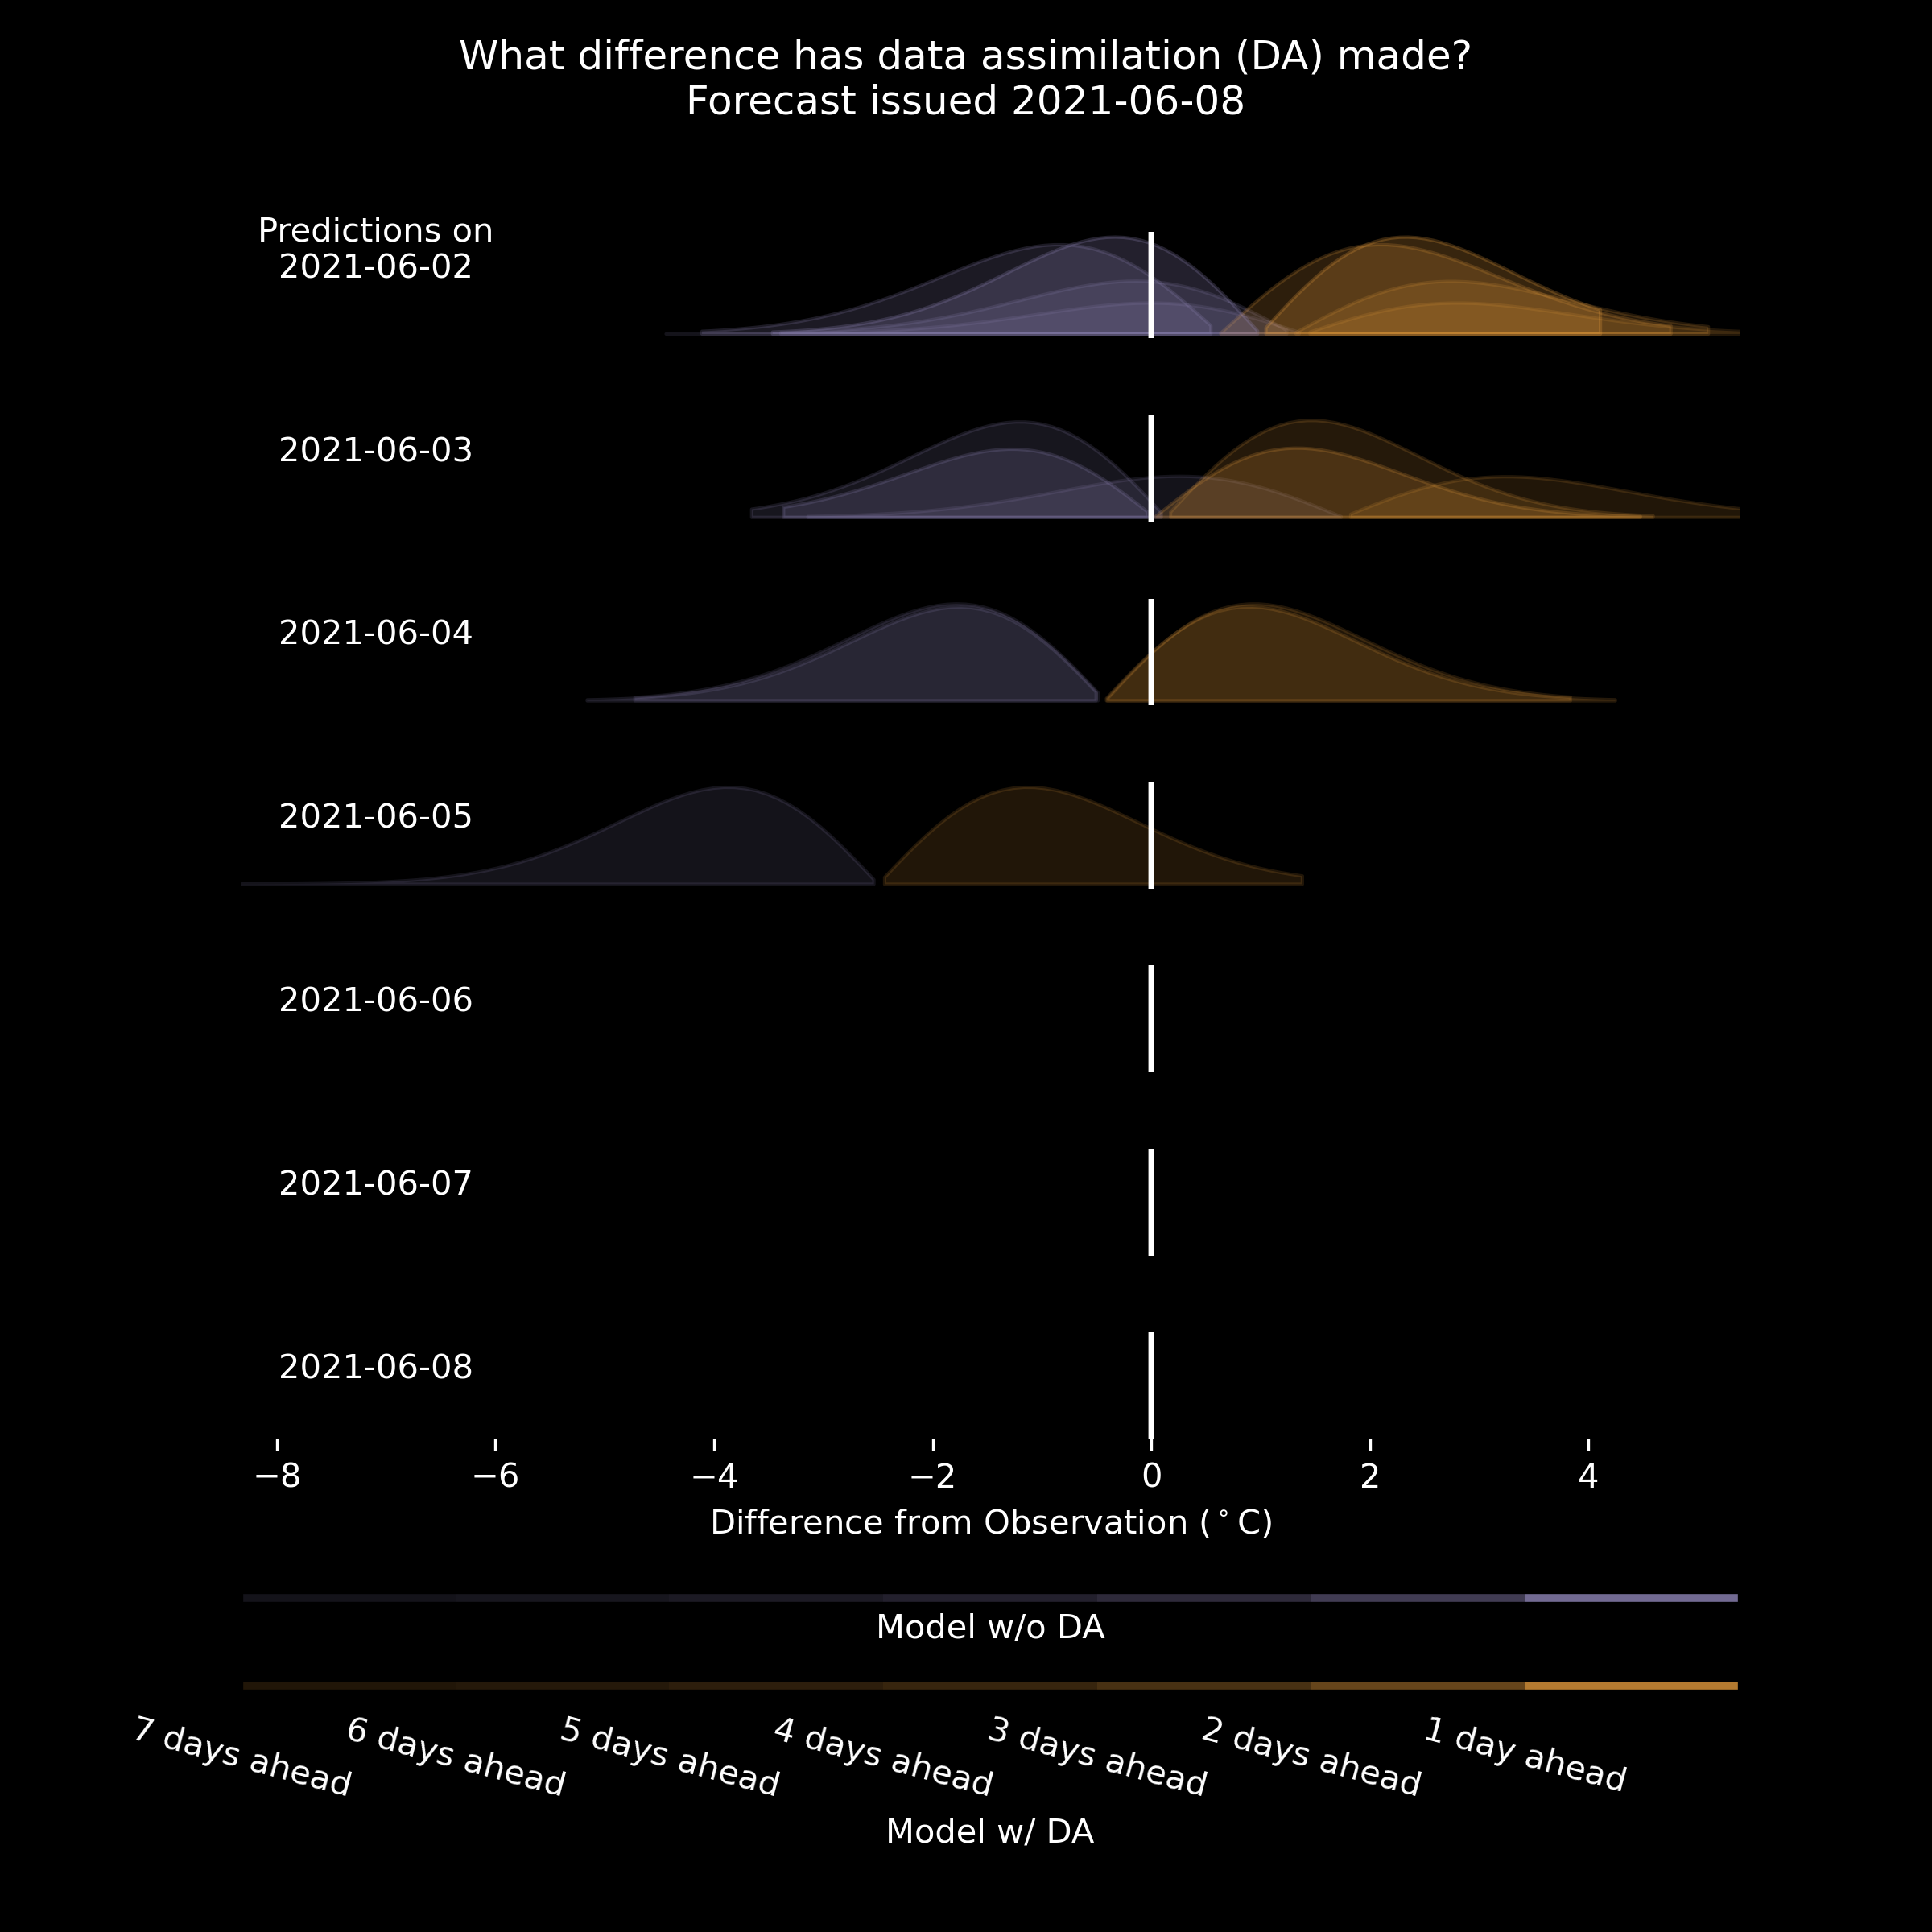 What difference has data assimilation (DA) made?
Forecast issued 2021-06-08
Predictions on
2021-06-02
2021-06-03
2021-06-04
2021-06-05
2021-06-06
2021-06-07
2021-06-08
−8 −6 −4 −2 0 2 4
Difference from Observation (°C)
Model w/o DA
7 days ahead 6 days ahead 5 days ahead 4 days ahead 3 days ahead 2 days ahead 1 day ahead
Model w/ DA